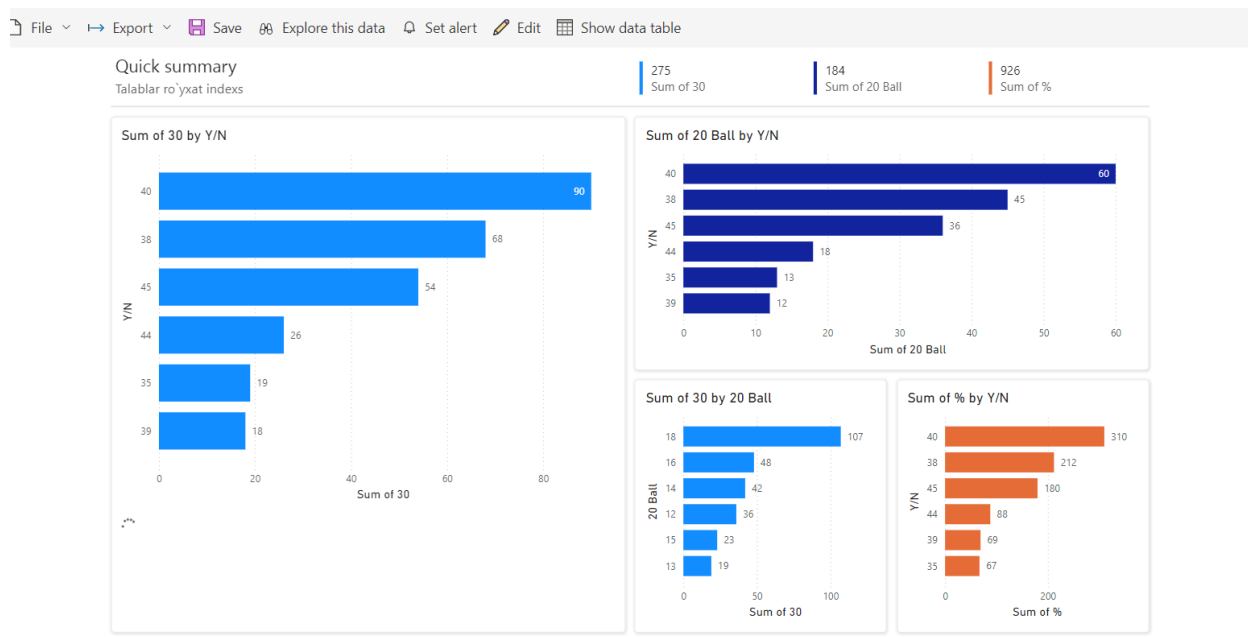 File Export Save Explore this data Set alert Edit Show data table
Quick summary
Talablar ro`yxat indexs
275
Sum of 30
184
Sum of 20 Ball
926
Sum of %
Sum of 30 by Y/N
Y/N
40 90
38 68
45 54
44 26
35 19
39 18
0 20 40 60 80
Sum of 30
Sum of 20 Ball by Y/N
Y/N
40 60
38 45
45 36
44 18
35 13
39 12
0 10 20 30 40 50 60
Sum of 20 Ball
Sum of 30 by 20 Ball
20 Ball
18 107
16 48
14 42
12 36
15 23
13 19
0 50 100
Sum of 30
Sum of % by Y/N
Y/N
40 310
38 212
45 180
44 88
39 69
35 67
0 200
Sum of %